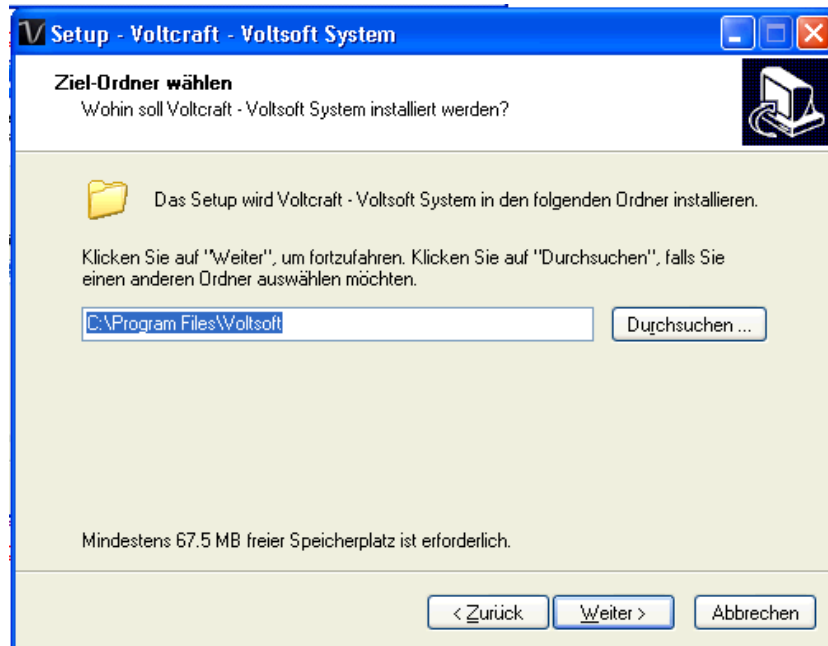 Setup - Voltcraft - Voltsoft System
Ziel-Ordner wählen
Wohin soll Voltcraft - Voltsoft System installiert werden?
Das Setup wird Voltcraft - Voltsoft System in den folgenden Ordner installieren.
Klicken Sie auf "Weiter", um fortzufahren. Klicken Sie auf "Durchsuchen", falls Sie
einen anderen Ordner auswählen möchten.
C:\Program Files\Voltsoft
Durchsuchen ...
Mindestens 67.5 MB freier Speicherplatz ist erforderlich.
< Zurück
Weiter >
Abbrechen